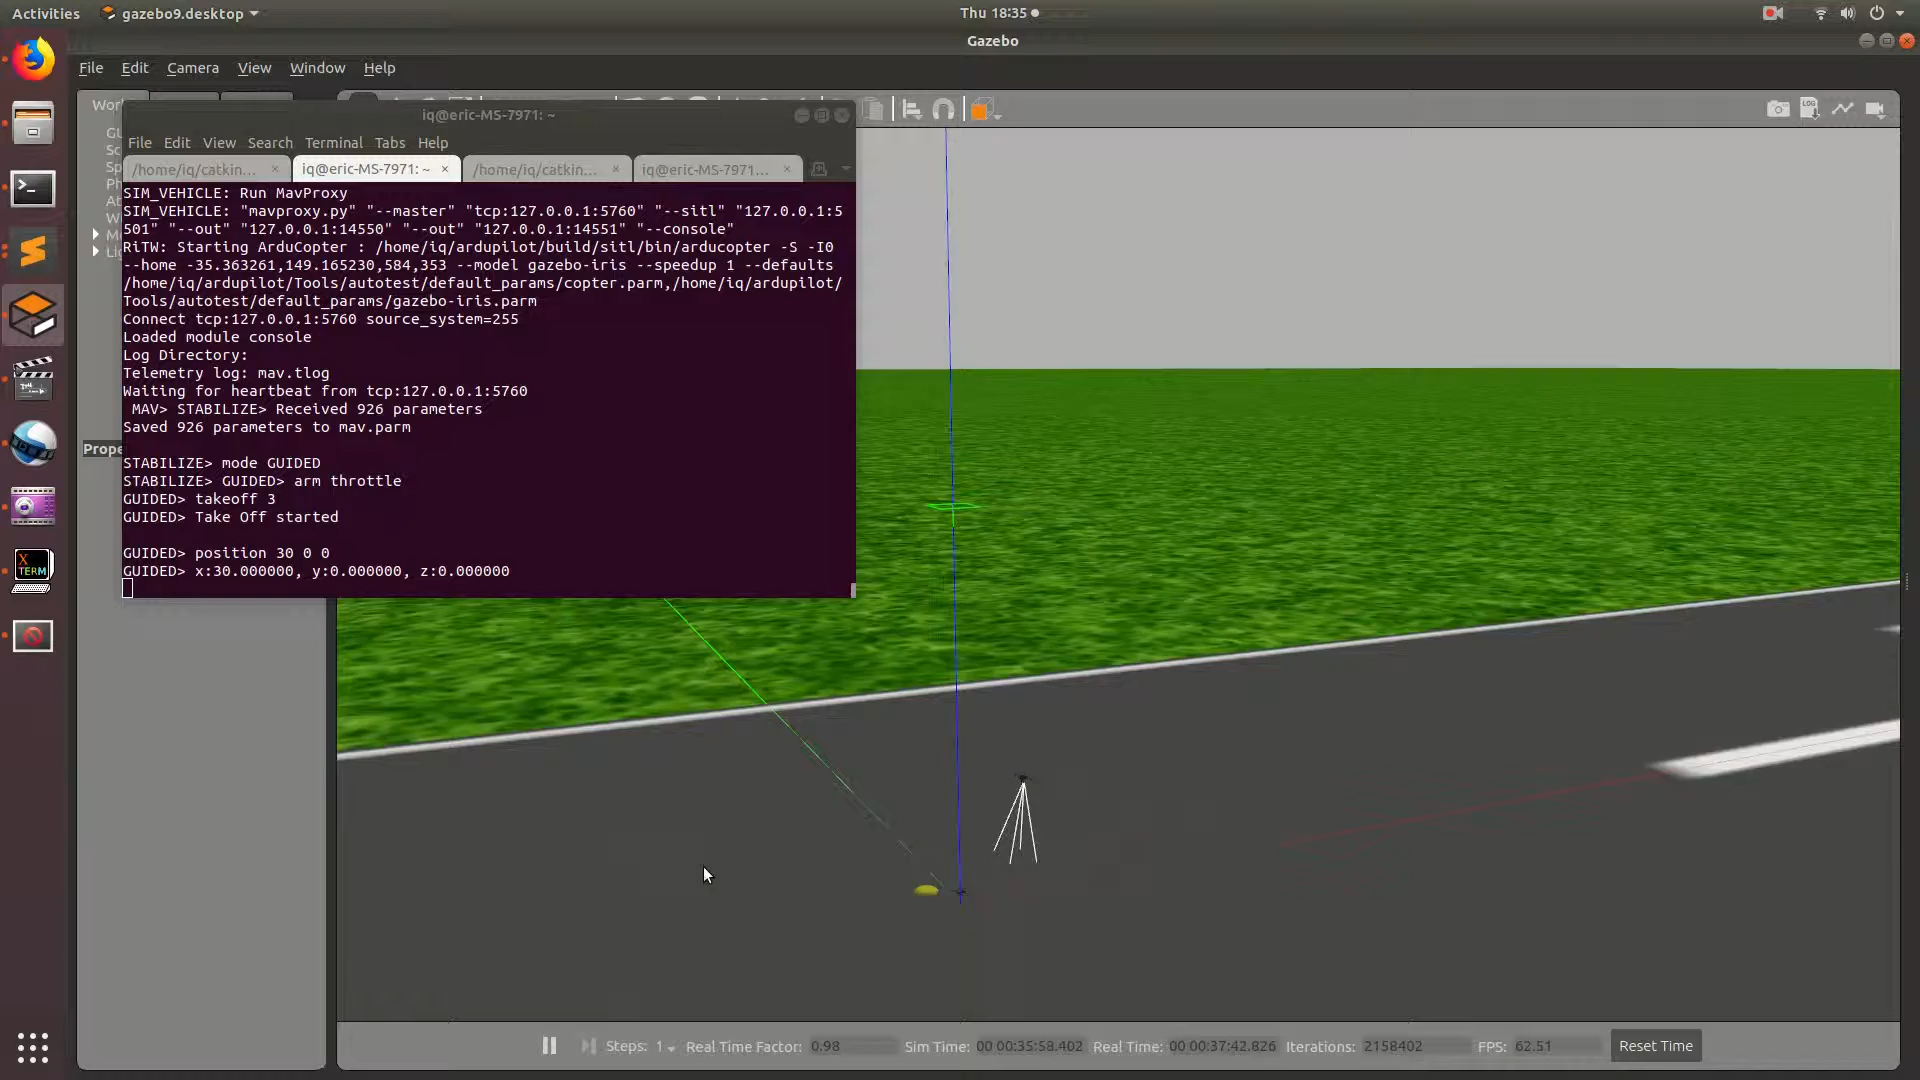 Activities
gazebo9.desktop
Thu 18:35
Gazebo
File Edit Camera View Window Help
iq@eric-MS-7971: ~
File Edit View Search Terminal Tabs Help
/home/iq/catkin... × iq@eric-MS-7971: ~ × /home/iq/catkin... × iq@eric-MS-7971... ×
SIM_VEHICLE: Run MavProxy
SIM_VEHICLE: "mavproxy.py" "--master" "tcp:127.0.0.1:5760" "--sitl" "127.0.0.1:5
501" "--out" "127.0.0.1:14550" "--out" "127.0.0.1:14551" "--console"
RiTW: Starting ArduCopter : /home/iq/ardupilot/build/sitl/bin/arducopter -S -I0
--home -35.363261,149.165230,584,353 --model gazebo-iris --speedup 1 --defaults
/home/iq/ardupilot/Tools/autotest/default_params/copter.parm,/home/iq/ardupilot/
Tools/autotest/default_params/gazebo-iris.parm
Connect tcp:127.0.0.1:5760 source_system=255
Loaded module console
Log Directory:
Telemetry log: mav.tlog
Waiting for heartbeat from tcp:127.0.0.1:5760
MAV> STABILIZE> Received 926 parameters
Saved 926 parameters to mav.parm
STABILIZE> mode GUIDED
STABILIZE> GUIDED> arm throttle
GUIDED> takeoff 3
GUIDED> Take Off started
GUIDED> position 30 0 0
GUIDED> x:30.000000, y:0.000000, z:0.000000
LOG
X
TERM
Steps: 1 Real Time Factor: 0.98 Sim Time: 00 00:35:58.402 Real Time: 00 00:37:42.826 Iterations: 2158402 FPS: 62.51 Reset Time